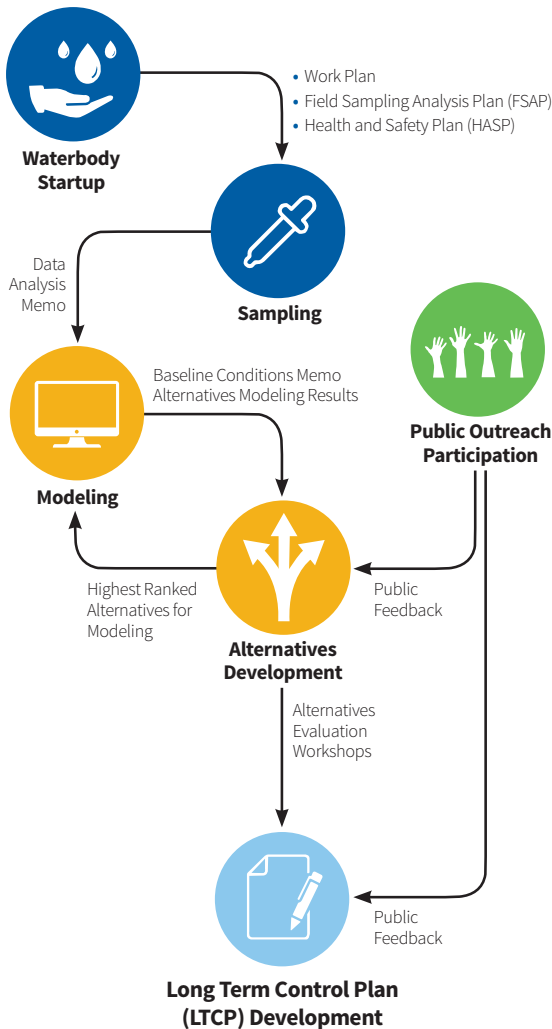 • Work Plan
• Field Sampling Analysis Plan (FSAP)
• Health and Safety Plan (HASP)
Waterbody
Startup
Data
Analysis
Memo
Sampling
Baseline Conditions Memo
Alternatives Modeling Results
Modeling
Public Outreach
Participation
Highest Ranked
Alternatives for
Modeling
Public
Feedback
Alternatives
Development
Alternatives
Evaluation
Workshops
Public
Feedback
Long Term Control Plan
(LTCP) Development